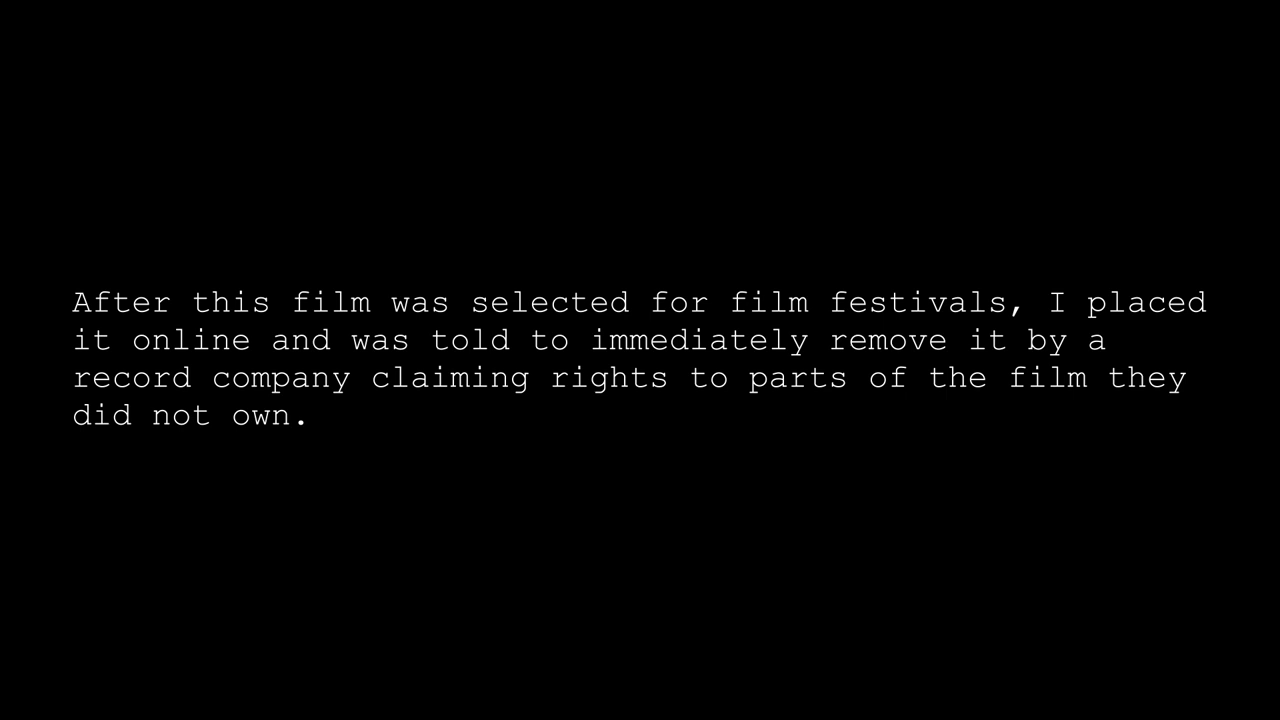 After this film was selected for film festivals, I placed
it online and was told to immediately remove it by a
record company claiming rights to parts of the film they
did not own.